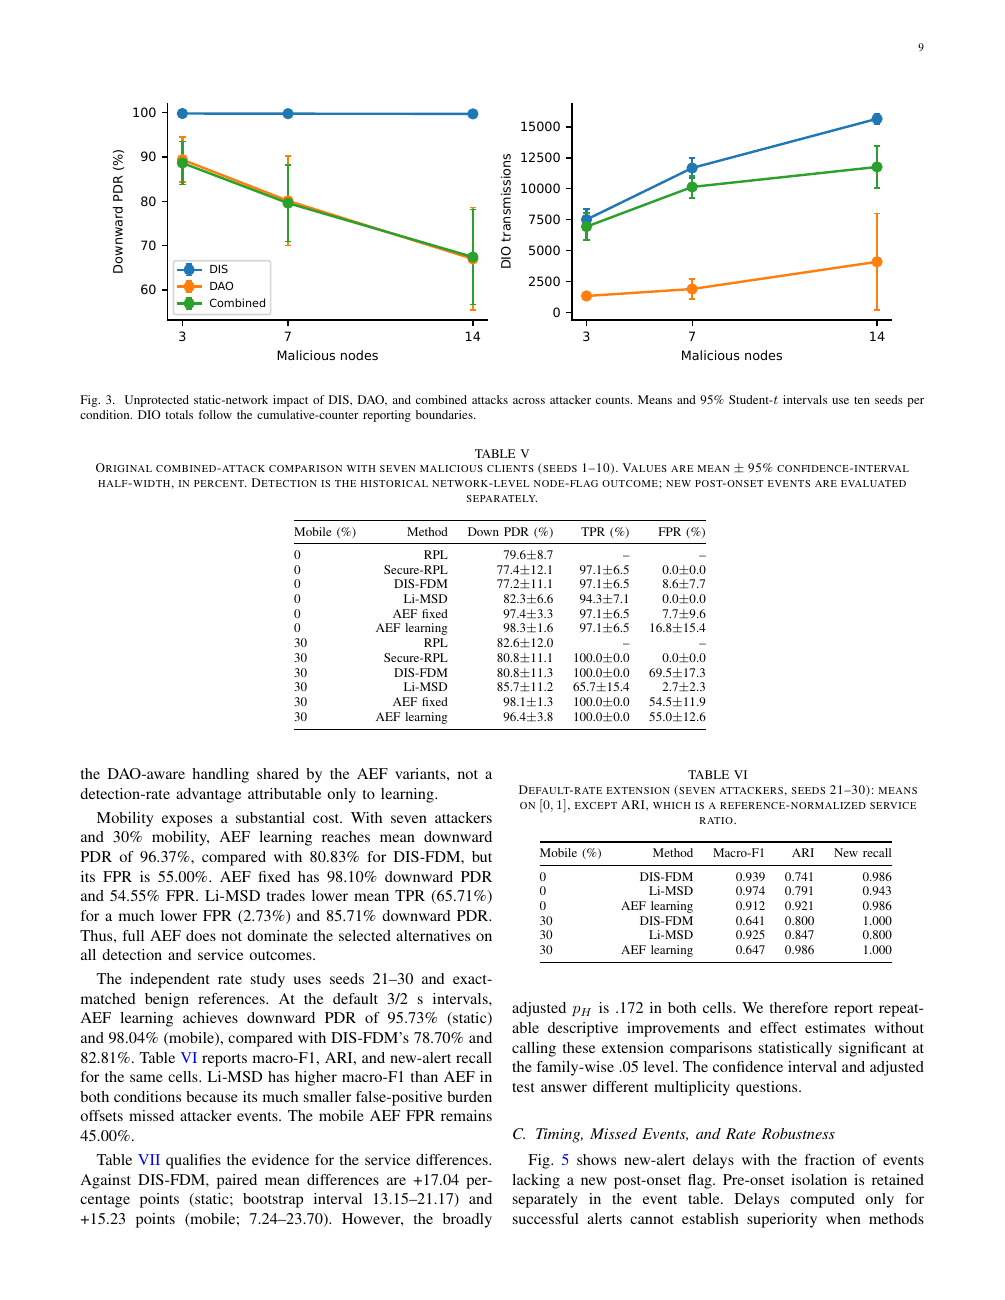 9
100
90
80
70
60
Downward PDR (%)
DIS
DAO
Combined
3
7
14
Malicious nodes
15000
12500
10000
7500
5000
2500
0
DIO transmissions
3
7
14
Malicious nodes
Fig. 3. Unprotected static-network impact of DIS, DAO, and combined attacks across attacker counts. Means and 95% Student-t intervals use ten seeds per
condition. DIO totals follow the cumulative-counter reporting boundaries.
TABLE V
ORIGINAL COMBINED-ATTACK COMPARISON WITH SEVEN MALICIOUS CLIENTS (SEEDS 1–10). VALUES ARE MEAN ± 95% CONFIDENCE-INTERVAL
HALF-WIDTH, IN PERCENT. DETECTION IS THE HISTORICAL NETWORK-LEVEL NODE-FLAG OUTCOME; NEW POST-ONSET EVENTS ARE EVALUATED
SEPARATELY.
Mobile (%) Method Down PDR (%) TPR (%) FPR (%)
0 RPL 79.6±8.7 – –
0 Secure-RPL 77.4±12.1 97.1±6.5 0.0±0.0
0 DIS-FDM 77.2±11.1 97.1±6.5 8.6±7.7
0 Li-MSD 82.3±6.6 94.3±7.1 0.0±0.0
0 AEF fixed 97.4±3.3 97.1±6.5 7.7±9.6
0 AEF learning 98.3±1.6 97.1±6.5 16.8±15.4
30 RPL 82.6±12.0 – –
30 Secure-RPL 80.8±11.1 100.0±0.0 0.0±0.0
30 DIS-FDM 80.8±11.3 100.0±0.0 69.5±17.3
30 Li-MSD 85.7±11.2 65.7±15.4 2.7±2.3
30 AEF fixed 98.1±1.3 100.0±0.0 54.5±11.9
30 AEF learning 96.4±3.8 100.0±0.0 55.0±12.6
the DAO-aware handling shared by the AEF variants, not a
detection-rate advantage attributable only to learning.
Mobility exposes a substantial cost. With seven attackers
and 30% mobility, AEF learning reaches mean downward
PDR of 96.37%, compared with 80.83% for DIS-FDM, but
its FPR is 55.00%. AEF fixed has 98.10% downward PDR
and 54.55% FPR. Li-MSD trades lower mean TPR (65.71%)
for a much lower FPR (2.73%) and 85.71% downward PDR.
Thus, full AEF does not dominate the selected alternatives on
all detection and service outcomes.
The independent rate study uses seeds 21–30 and exact-
matched benign references. At the default 3/2 s intervals,
AEF learning achieves downward PDR of 95.73% (static)
and 98.04% (mobile), compared with DIS-FDM's 78.70% and
82.81%. Table VI reports macro-F1, ARI, and new-alert recall
for the same cells. Li-MSD has higher macro-F1 than AEF in
both conditions because its much smaller false-positive burden
offsets missed attacker events. The mobile AEF FPR remains
45.00%.
Table VII qualifies the evidence for the service differences.
Against DIS-FDM, paired mean differences are +17.04 per-
centage points (static; bootstrap interval 13.15–21.17) and
+15.23 points (mobile; 7.24–23.70). However, the broadly
TABLE VI
DEFAULT-RATE EXTENSION (SEVEN ATTACKERS, SEEDS 21–30): MEANS
ON [0, 1], EXCEPT ARI, WHICH IS A REFERENCE-NORMALIZED SERVICE
RATIO.
Mobile (%) Method Macro-F1 ARI New recall
0 DIS-FDM 0.939 0.741 0.986
0 Li-MSD 0.974 0.791 0.943
0 AEF learning 0.912 0.921 0.986
30 DIS-FDM 0.641 0.800 1.000
30 Li-MSD 0.925 0.847 0.800
30 AEF learning 0.647 0.986 1.000
adjusted pH is .172 in both cells. We therefore report repeat-
able descriptive improvements and effect estimates without
calling these extension comparisons statistically significant at
the family-wise .05 level. The confidence interval and adjusted
test answer different multiplicity questions.
C. Timing, Missed Events, and Rate Robustness
Fig. 5 shows new-alert delays with the fraction of events
lacking a new post-onset flag. Pre-onset isolation is retained
separately in the event table. Delays computed only for
successful alerts cannot establish superiority when methods